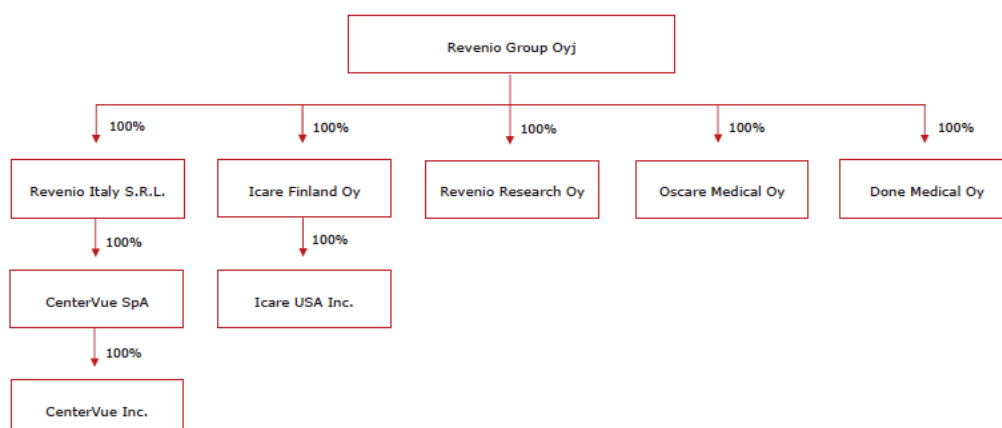 Revenio Group Oyj
100%
100%
100%
100%
100%
Revenio Italy S.R.L.
Icare Finland Oy
Revenio Research Oy
Oscare Medical Oy
Done Medical Oy
100%
100%
CenterVue SpA
Icare USA Inc.
100%
CenterVue Inc.